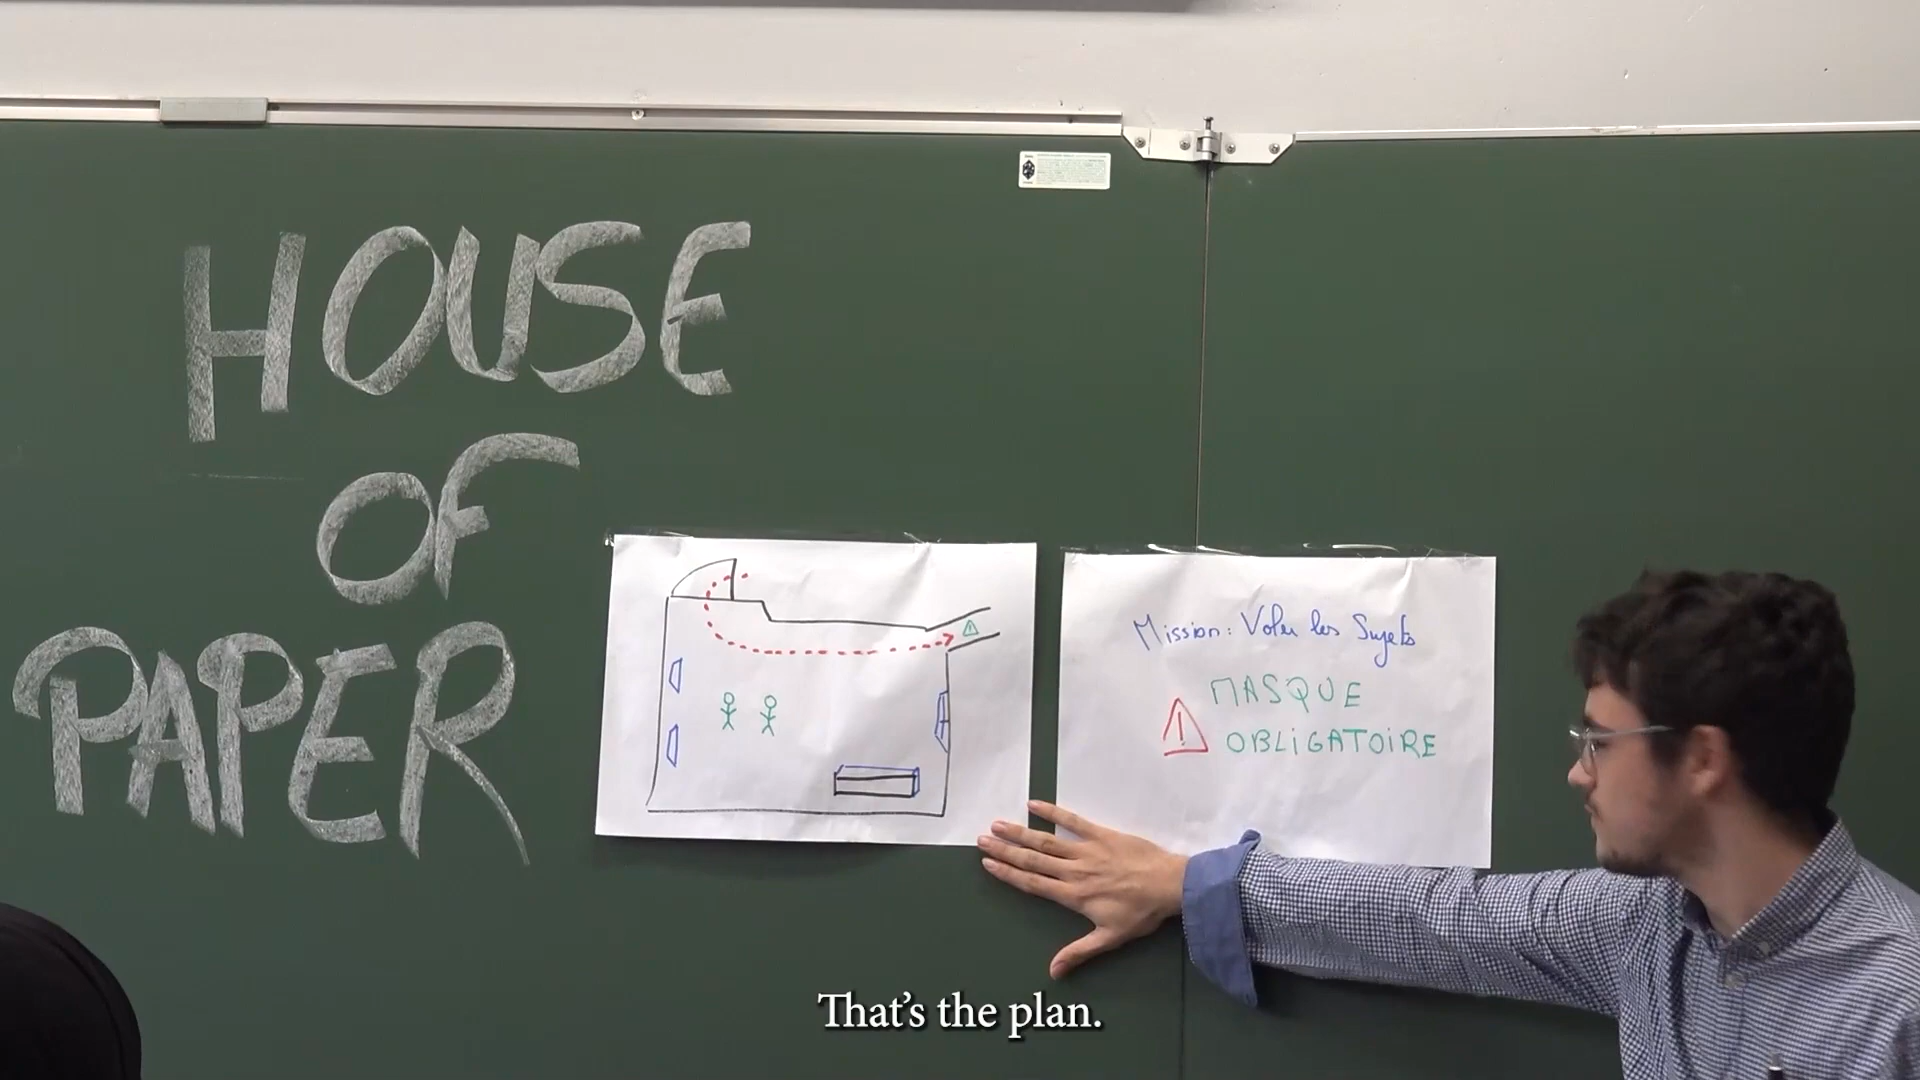 HOUSE
OF
PAPER
Mission: Voler les Sujets
MASQUE
OBLiGATOiRE
That's the plan.